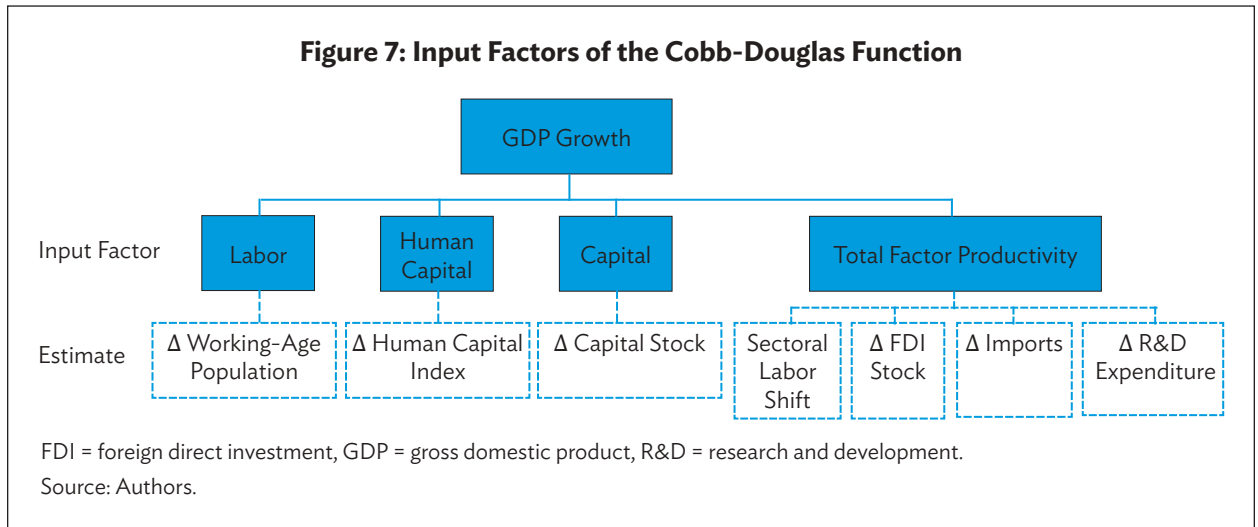 Figure 7: Input Factors of the Cobb-Douglas Function
GDP Growth
Input Factor
Labor
Human
Capital
Capital
Total Factor Productivity
Estimate
Δ Working-Age
Population
Δ Human Capital
Index
Δ Capital Stock
Sectoral
Labor
Shift
Δ FDI
Stock
Δ Imports
Δ R&D
Expenditure
FDI = foreign direct investment, GDP = gross domestic product, R&D = research and development.
Source: Authors.